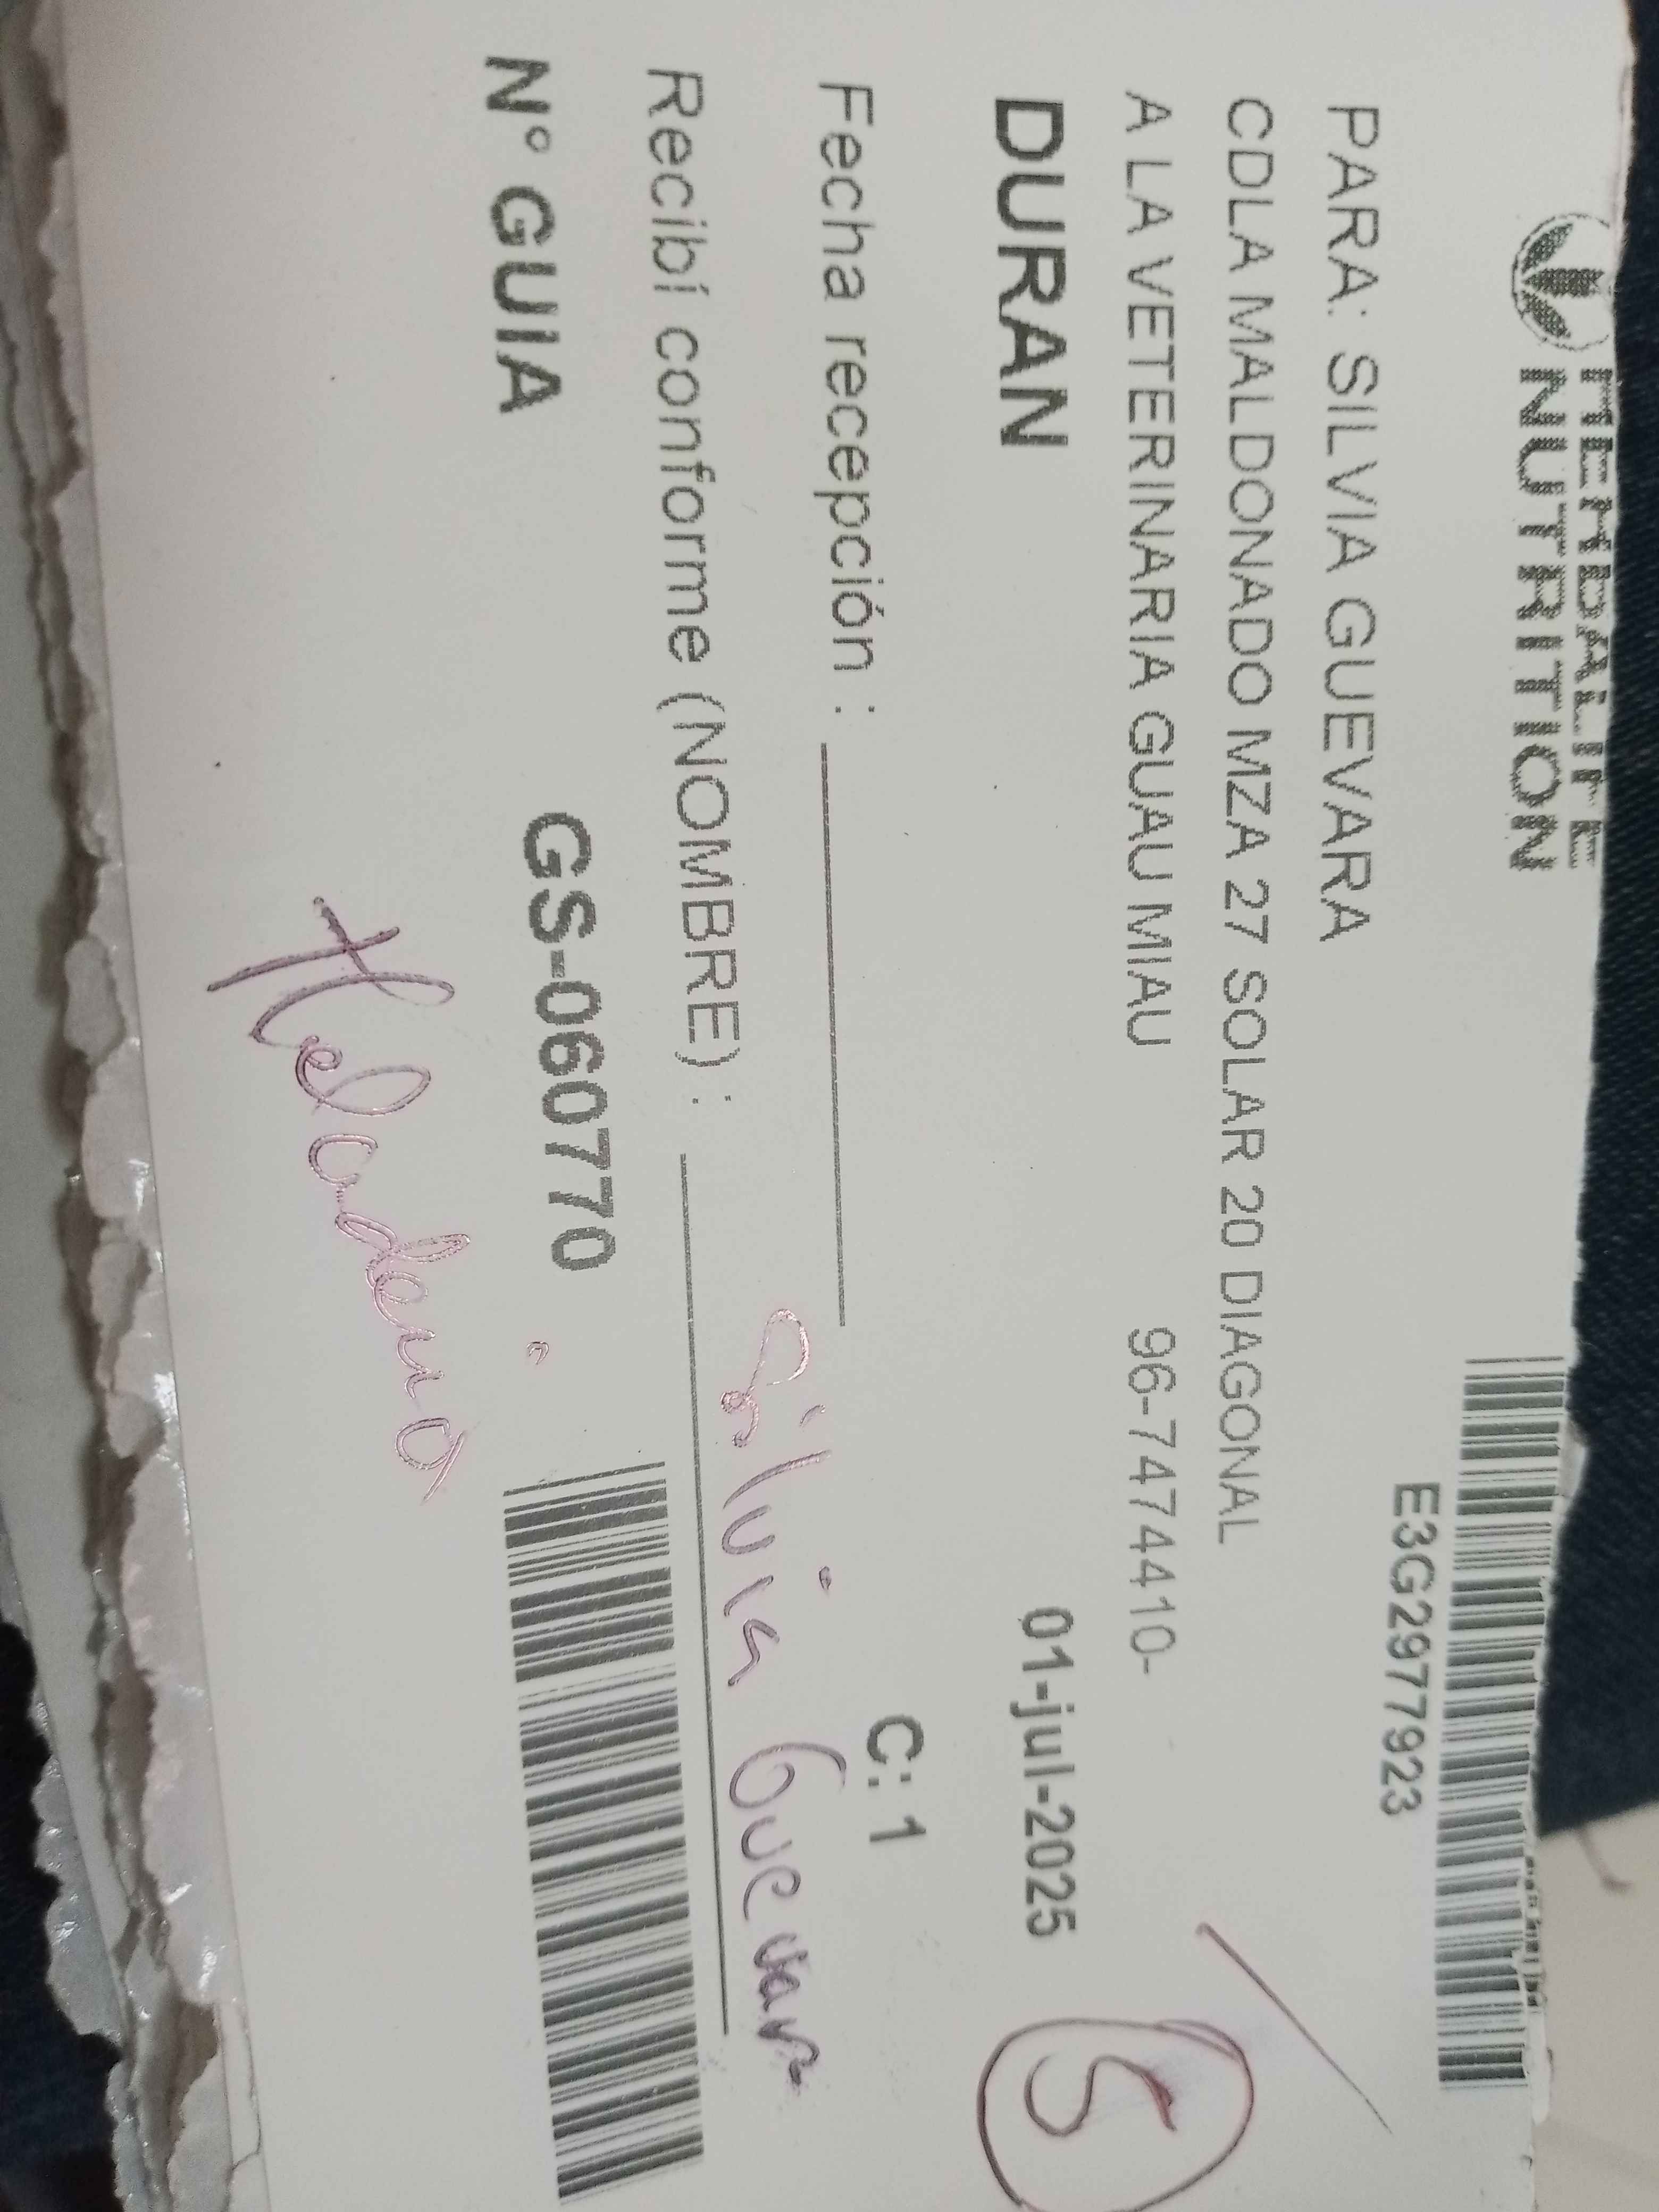 HERBALIFE
NUTRITION
E3G2977923
PARA: SILVIA GUEVARA
CDLA MALDONADO MZA 27 SOLAR 20 DIAGONAL
A LA VETERINARIA GUAU MIAU 96-7474410-
DURAN 01-jul-2025
5
C: 1
Fecha recepción :
Recibí conforme (NOMBRE) : Silvia Guevara
N° GUIA GS-060770